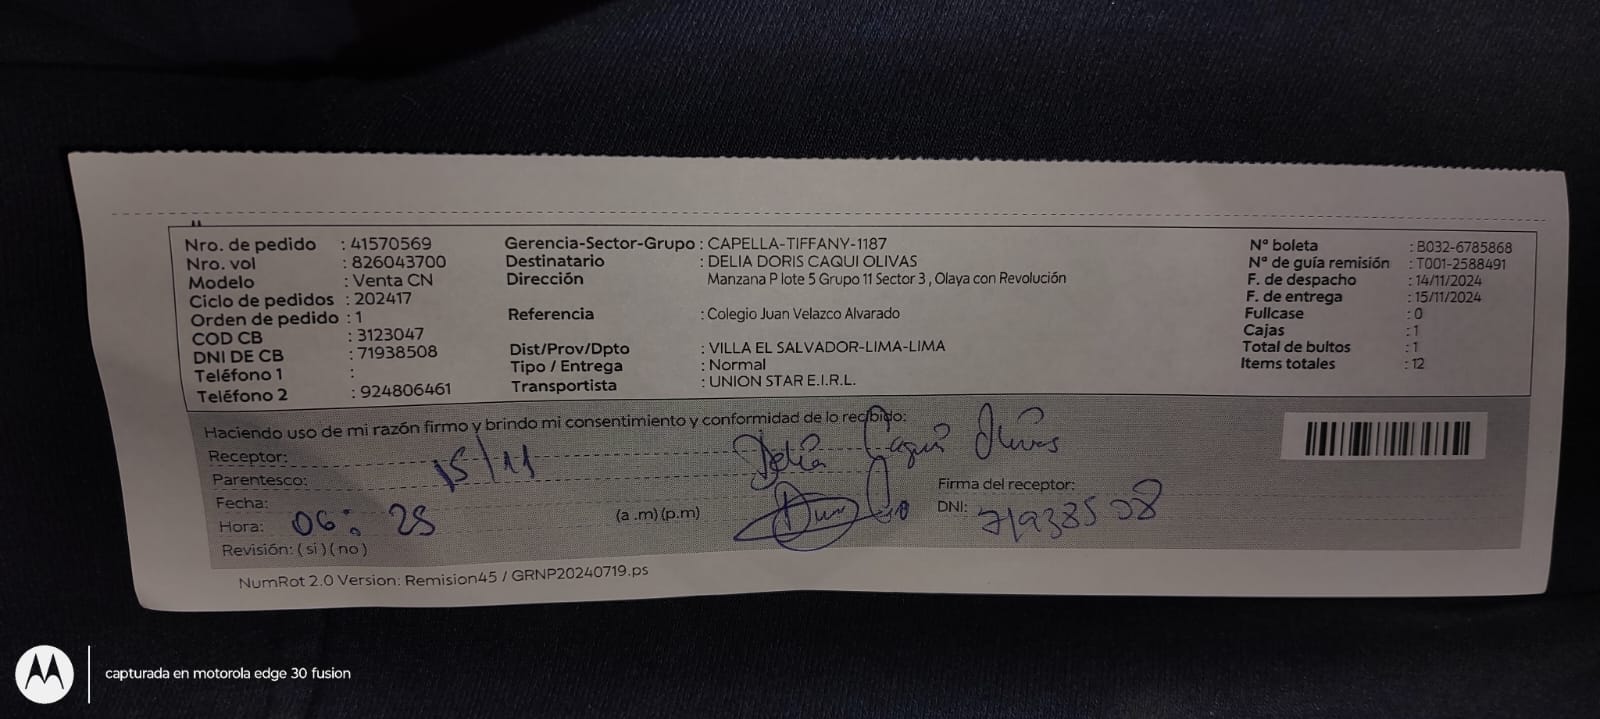 Nro. de pedido : 41570569
Nro. vol : 826043700
Modelo : Venta CN
Ciclo de pedidos : 202417
Orden de pedido : 1
COD CB : 3123047
DNI DE CB : 71938508
Teléfono 1 :
Teléfono 2 : 924806461
Gerencia-Sector-Grupo : CAPELLA-TIFFANY-1187
Destinatario : DELIA DORIS CAQUI OLIVAS
Dirección Manzana P lote 5 Grupo 11 Sector 3 , Olaya con Revolución
Referencia : Colegio Juan Velazco Alvarado
Dist/Prov/Dpto : VILLA EL SALVADOR-LIMA-LIMA
Tipo / Entrega : Normal
Transportista : UNION STAR E.I.R.L.
Nº boleta : B032-6785868
Nº de guía remisión : T001-2588491
F. de despacho : 14/11/2024
F. de entrega : 15/11/2024
Fullcase : 0
Cajas : 1
Total de bultos : 1
Items totales : 12
Haciendo uso de mi razón firmo y brindo mi consentimiento y conformidad de lo recibido:
Receptor: Delia Caqui Olivas
Parentesco: 15/11
Fecha:
Hora: 06: 25 (a .m) (p.m)
Firma del receptor:
DNI: 71938508
Revisión: ( si ) ( no )
NumRot 2.0 Version: Remision45 / GRNP20240719.ps
capturada en motorola edge 30 fusion